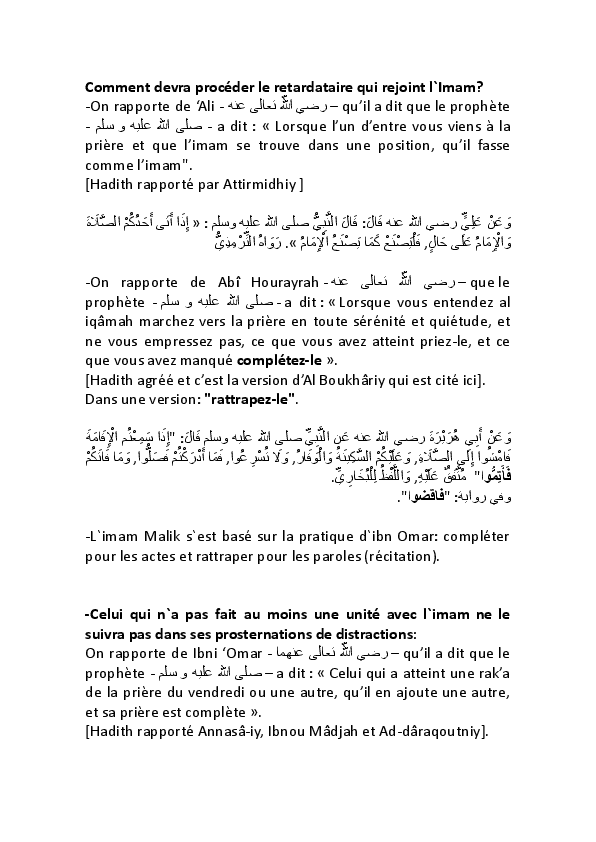 Comment devra procéder le retardataire qui rejoint l`Imam?
-On rapporte de ‘Ali - رضي الله تعالى عنه – qu’il a dit que le prophète
- صلى الله عليه و سلم - a dit : « Lorsque l’un d’entre vous viens à la
prière et que l’imam se trouve dans une position, qu’il fasse
comme l’imam".
[Hadith rapporté par Attirmidhiy ]
وَعَنْ عَلِيٍّ رضي الله عنه قَالَ: قَالَ النَّبِيُّ صلى الله عليه وسلم : « إِذَا أَتَى أَحَدُكُمْ الصَّلَاةَ
وَالْإِمَامُ عَلَى حَالٍ, فَلْيَصْنَعْ كَمَا يَصْنَعُ الْإِمَامُ ». رَوَاهُ التِّرْمِذِيُّ
-On rapporte de Abî Hourayrah - رضي الله تعالى عنه – que le
prophète - صلى الله عليه و سلم - a dit : « Lorsque vous entendez al
iqâmah marchez vers la prière en toute sérénité et quiétude, et
ne vous empressez pas, ce que vous avez atteint priez-le, et ce
que vous avez manqué complétez-le ».
[Hadith agréé et c’est la version d’Al Boukhâriy qui est cité ici].
Dans une version: "rattrapez-le".
وَعَنْ أَبِي هُرَيْرَةَ رضي الله عنه عَنِ النَّبِيِّ صلى الله عليه وسلم قَالَ: "إِذَا سَمِعْتُم الْإِقَامَةَ
فَامْشُوا إِلَى الصَّلَاةِ, وَعَلَيْكُمْ السَّكِينَةُ وَالْوَقَارُ, وَلَا تُسْرِعُوا, فَمَا أَدْرَكْتُمْ فَصَلُّوا, وَمَا فَاتَكُمْ
فَأَتِمُّوا" مُتَّفَقٌ عَلَيْهِ, وَاللَّفْظُ لِلْبُخَارِيِّ.
وفي رواية: "فاقضوا".
-L`imam Malik s`est basé sur la pratique d`ibn Omar: compléter
pour les actes et rattraper pour les paroles (récitation).
-Celui qui n`a pas fait au moins une unité avec l`imam ne le
suivra pas dans ses prosternations de distractions:
On rapporte de Ibni ‘Omar - رضي الله تعالى عنهما – qu’il a dit que le
prophète - صلى الله عليه و سلم – a dit : « Celui qui a atteint une rak’a
de la prière du vendredi ou une autre, qu’il en ajoute une autre,
et sa prière est complète ».
[Hadith rapporté Annasâ-iy, Ibnou Mâdjah et Ad-dâraqoutniy].